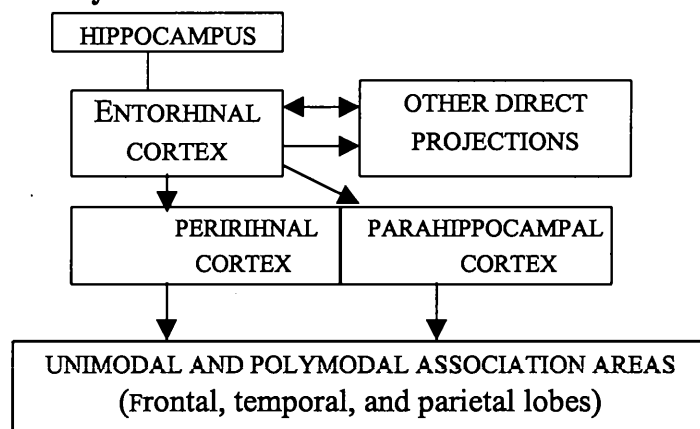 HIPPOCAMPUS
ENTORHINAL
CORTEX
OTHER DIRECT
PROJECTIONS
PERIRIHNAL
CORTEX
PARAHIPPOCAMPAL
CORTEX
UNIMODAL AND POLYMODAL ASSOCIATION AREAS
(Frontal, temporal, and parietal lobes)